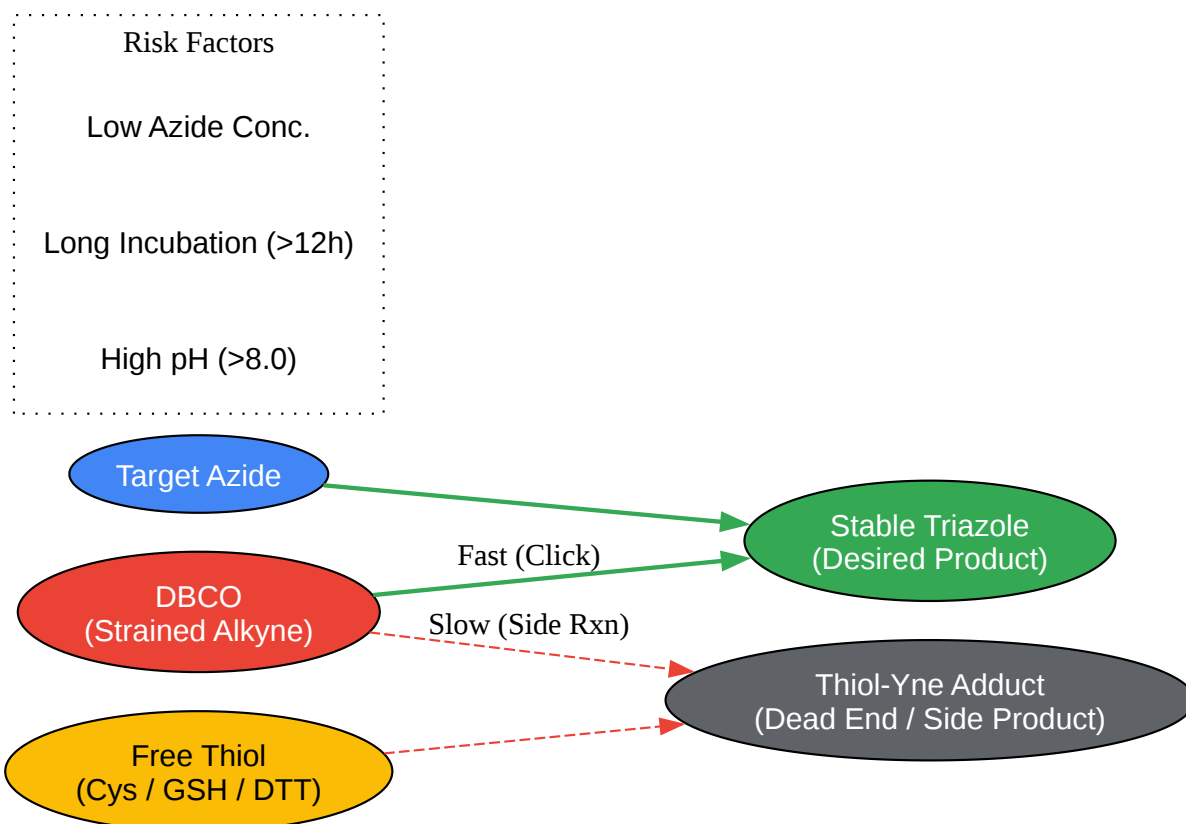 Risk Factors
Low Azide Conc.
Long Incubation (>12h)
High pH (>8.0)
Target Azide
Stable Triazole
(Desired Product)
Fast (Click)
DBCO
(Strained Alkyne)
Slow (Side Rxn)
Thiol-Yne Adduct
(Dead End / Side Product)
Free Thiol
(Cys / GSH / DTT)